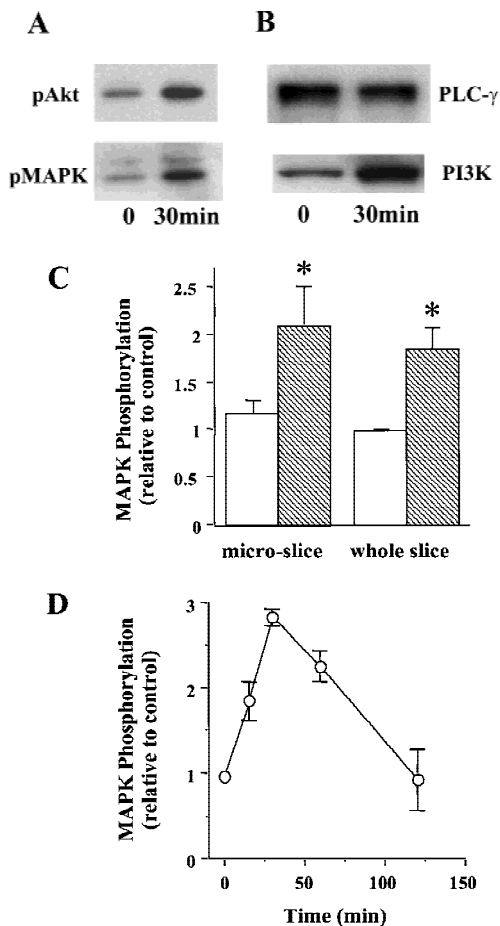 A
B
pAkt
PLC-γ
pMAPK
PI3K
0 30min
0 30min
C
MAPK Phosphorylation
(relative to control)
2.5
2
1.5
1
0.5
0
*
*
micro-slice
whole slice
D
MAPK Phosphorylation
(relative to control)
3
2
1
0
0 50 100 150
Time (min)